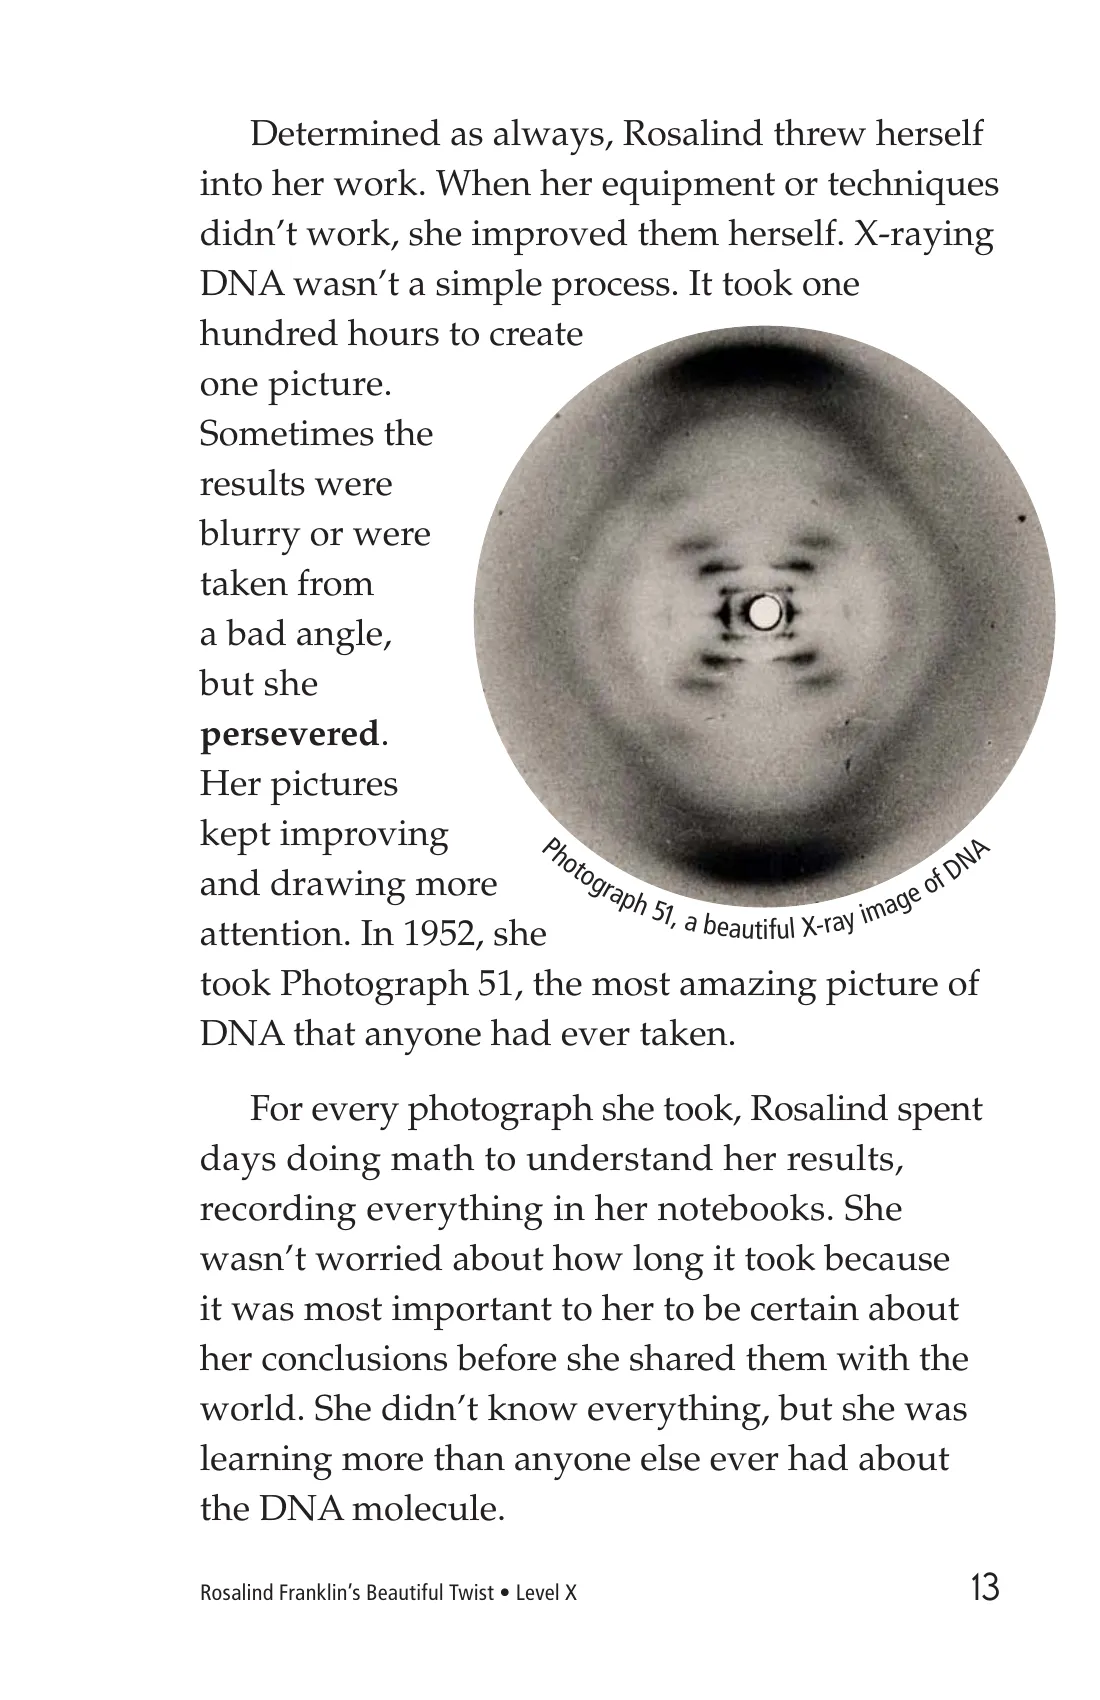 Determined as always, Rosalind threw herself
into her work. When her equipment or techniques
didn’t work, she improved them herself. X-raying
DNA wasn’t a simple process. It took one
hundred hours to create
one picture.
Sometimes the
results were
blurry or were
taken from
a bad angle,
but she
persevered.
Her pictures
kept improving
and drawing more
attention. In 1952, she
took Photograph 51, the most amazing picture of
DNA that anyone had ever taken.
Photograph 51, a beautiful X-ray image of DNA
For every photograph she took, Rosalind spent
days doing math to understand her results,
recording everything in her notebooks. She
wasn’t worried about how long it took because
it was most important to her to be certain about
her conclusions before she shared them with the
world. She didn’t know everything, but she was
learning more than anyone else ever had about
the DNA molecule.
Rosalind Franklin’s Beautiful Twist • Level X
13